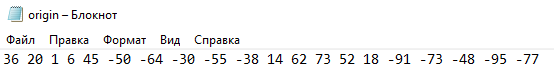 origin – Блокнот
Файл Правка Формат Вид Справка
36 20 1 6 45 -50 -64 -30 -55 -38 14 62 73 52 18 -91 -73 -48 -95 -77